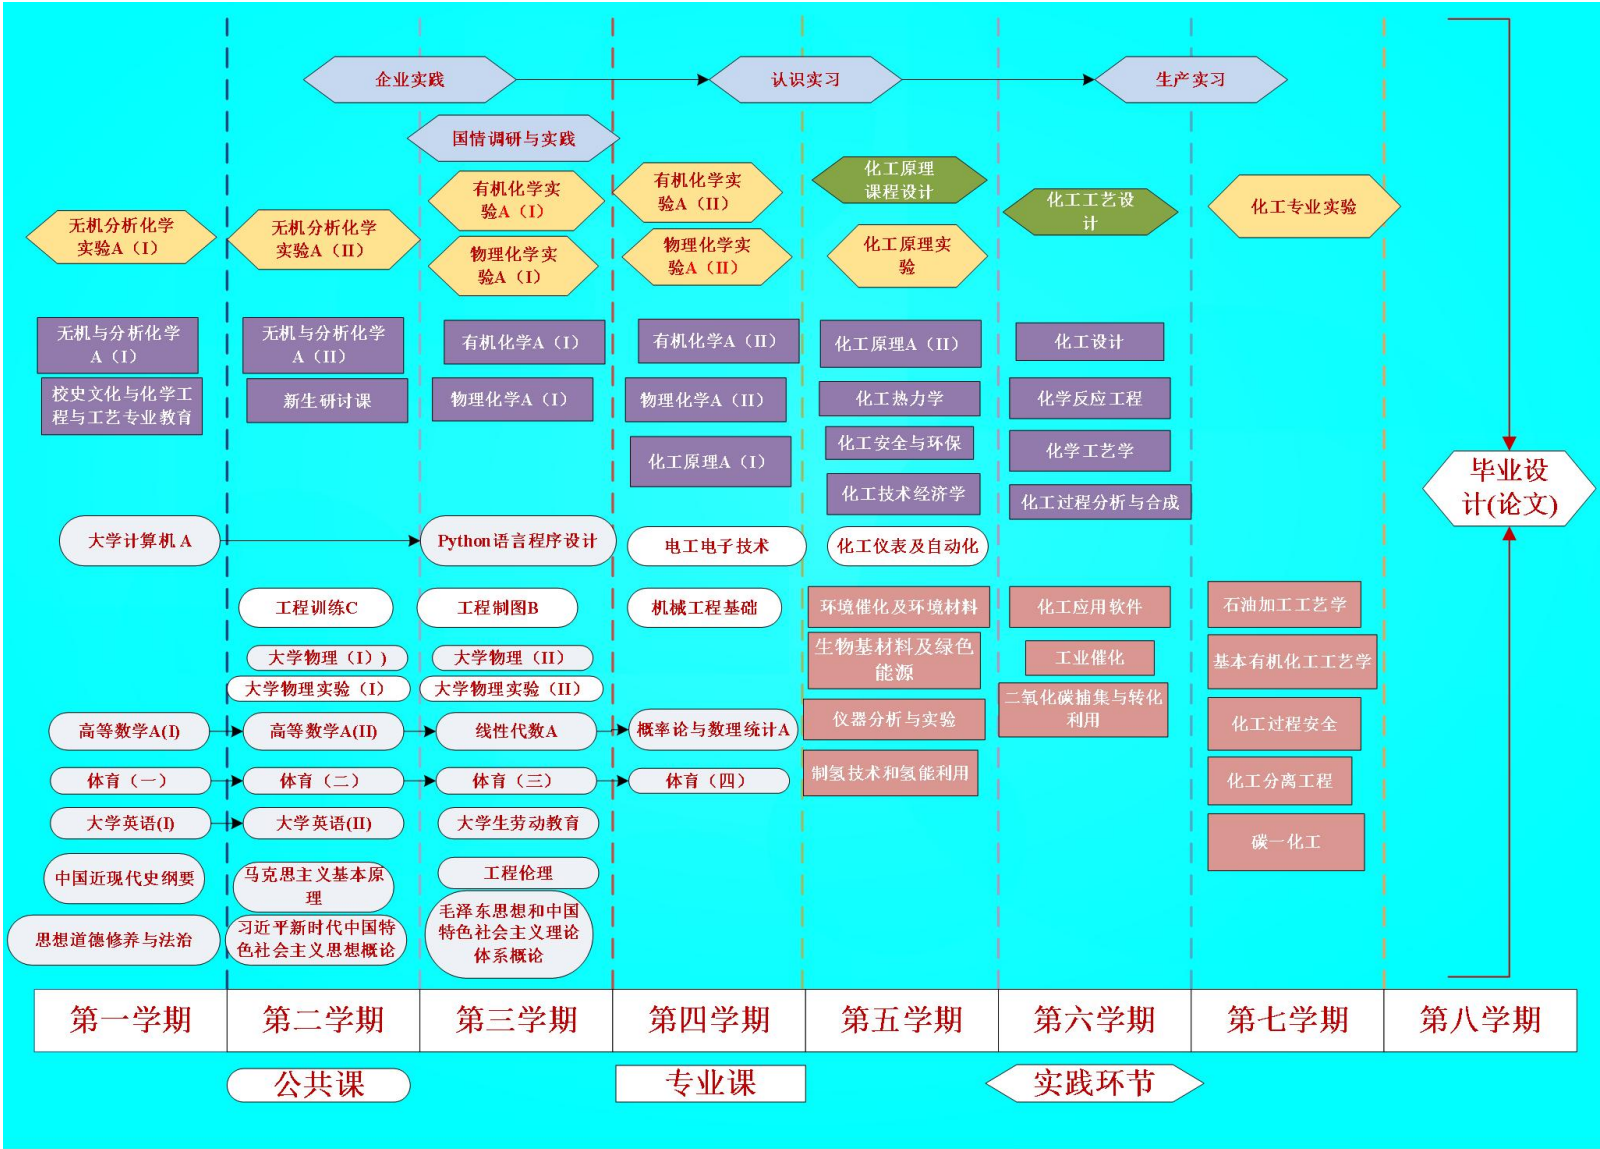 企业实践
认识实习
生产实习
国情调研与实践
无机分析化学
实验A（I）
无机分析化学
实验A（II）
有机化学实
验A（I）
物理化学实
验A（I）
有机化学实
验A（II）
物理化学实
验A（II）
化工原理
课程设计
化工原理实
验
化工工艺设
计
化工专业实验
无机与分析化学
A（I）
无机与分析化学
A（II）
有机化学A（I）
有机化学A（II）
化工原理A（II）
化工设计
校史文化与化学工
程与工艺专业教育
新生研讨课
物理化学A（I）
物理化学A（II）
化工热力学
化学反应工程
化工原理A（I）
化工安全与环保
化学工艺学
化工技术经济学
化工过程分析与合成
毕业设
计(论文)
大学计算机 A
Python语言程序设计
电工电子技术
化工仪表及自动化
工程训练C
工程制图B
机械工程基础
环境催化及环境材料
化工应用软件
石油加工工艺学
大学物理（I））
大学物理（II）
生物基材料及绿色
能源
工业催化
基本有机化工工艺学
大学物理实验（I）
大学物理实验（II）
二氧化碳捕集与转化
利用
高等数学A(I)
高等数学A(II)
线性代数A
概率论与数理统计A
仪器分析与实验
化工过程安全
体育（一）
体育（二）
体育（三）
体育（四）
制氢技术和氢能利用
化工分离工程
大学英语(I)
大学英语(II)
大学生劳动教育
碳一化工
中国近现代史纲要
马克思主义基本原
理
工程伦理
思想道德修养与法治
习近平新时代中国特
色社会主义思想概论
毛泽东思想和中国
特色社会主义理论
体系概论
第一学期
第二学期
第三学期
第四学期
第五学期
第六学期
第七学期
第八学期
公共课
专业课
实践环节